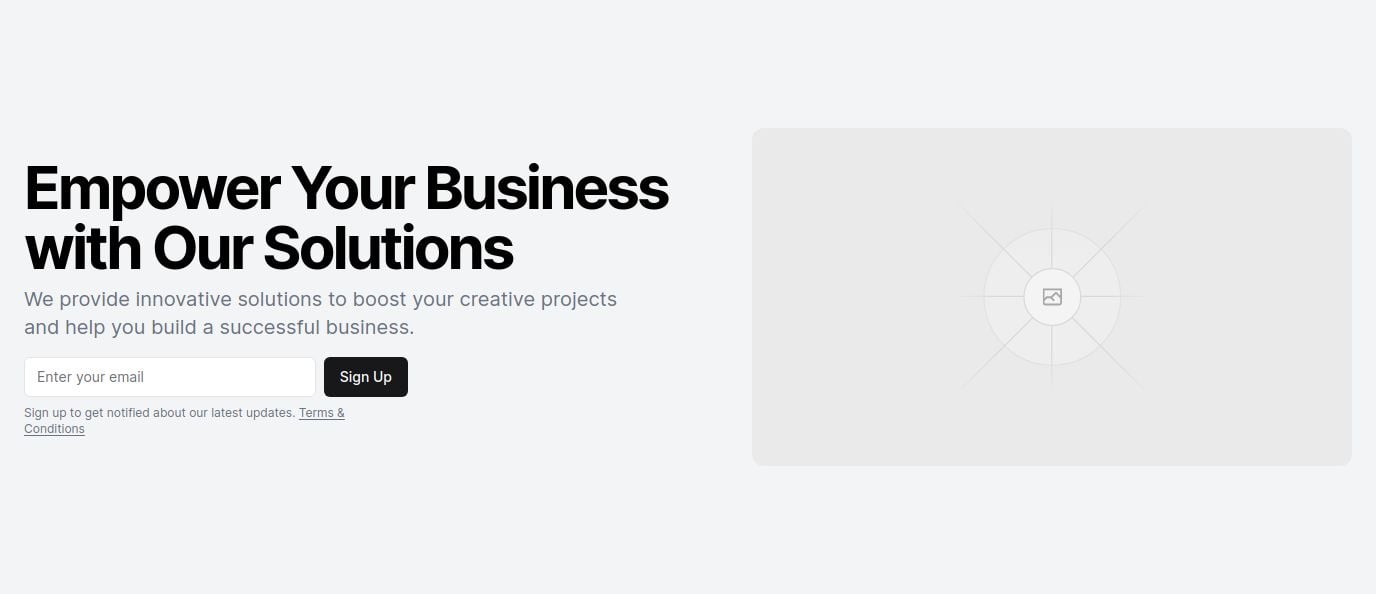 Empower Your Business
with Our Solutions
We provide innovative solutions to boost your creative projects
and help you build a successful business.
Enter your email
Sign Up
Sign up to get notified about our latest updates. Terms &
Conditions